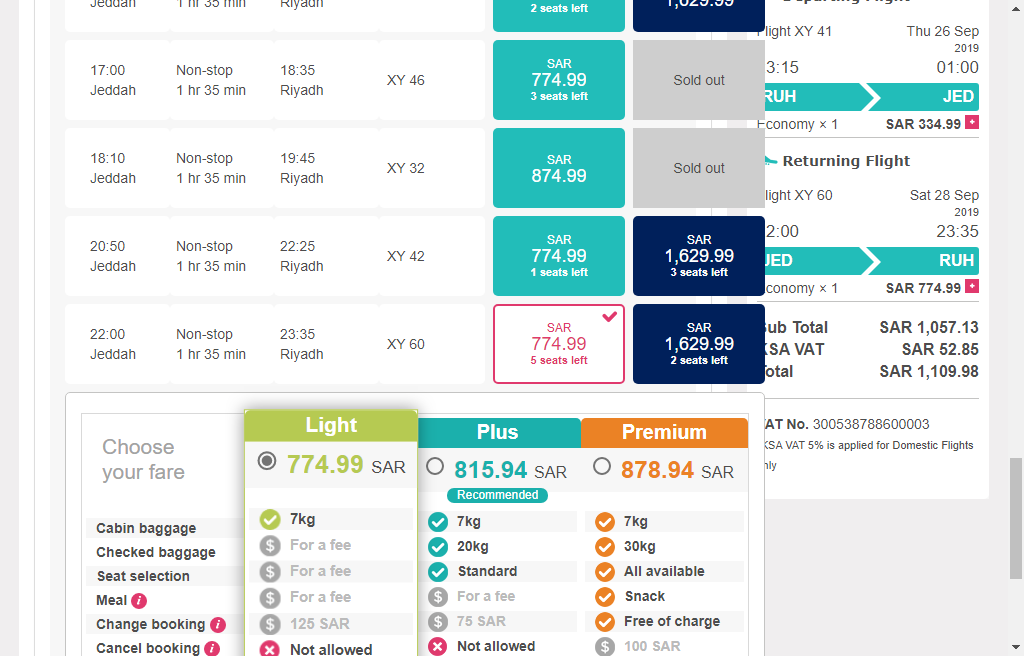 Jeddah
1 hr 35 min
Riyadh
2 seats left
1,629.99
17:00
Non-stop
18:35
Jeddah
1 hr 35 min
Riyadh
XY 46
SAR
774.99
3 seats left
Sold out
18:10
Non-stop
19:45
Jeddah
1 hr 35 min
Riyadh
XY 32
SAR
874.99
Sold out
20:50
Non-stop
22:25
Jeddah
1 hr 35 min
Riyadh
XY 42
SAR
774.99
1 seats left
SAR
1,629.99
3 seats left
22:00
Non-stop
23:35
Jeddah
1 hr 35 min
Riyadh
XY 60
SAR
774.99
5 seats left
SAR
1,629.99
2 seats left
Departing Flight
light XY 41
Thu 26 Sep
2019
3:15
01:00
RUH
JED
Economy × 1
SAR 334.99
Returning Flight
light XY 60
Sat 28 Sep
2019
2:00
23:35
JED
RUH
conomy × 1
SAR 774.99
Sub Total
SAR 1,057.13
KSA VAT
SAR 52.85
otal
SAR 1,109.98
VAT No. 300538788600003
KSA VAT 5% is applied for Domestic Flights
nly
Choose
your fare
Light
774.99 SAR
Plus
815.94 SAR
Recommended
Premium
878.94 SAR
Cabin baggage
7kg
7kg
7kg
Checked baggage
For a fee
20kg
30kg
Seat selection
For a fee
Standard
All available
Meal
For a fee
For a fee
Snack
Change booking
125 SAR
75 SAR
Free of charge
Cancel booking
Not allowed
Not allowed
100 SAR